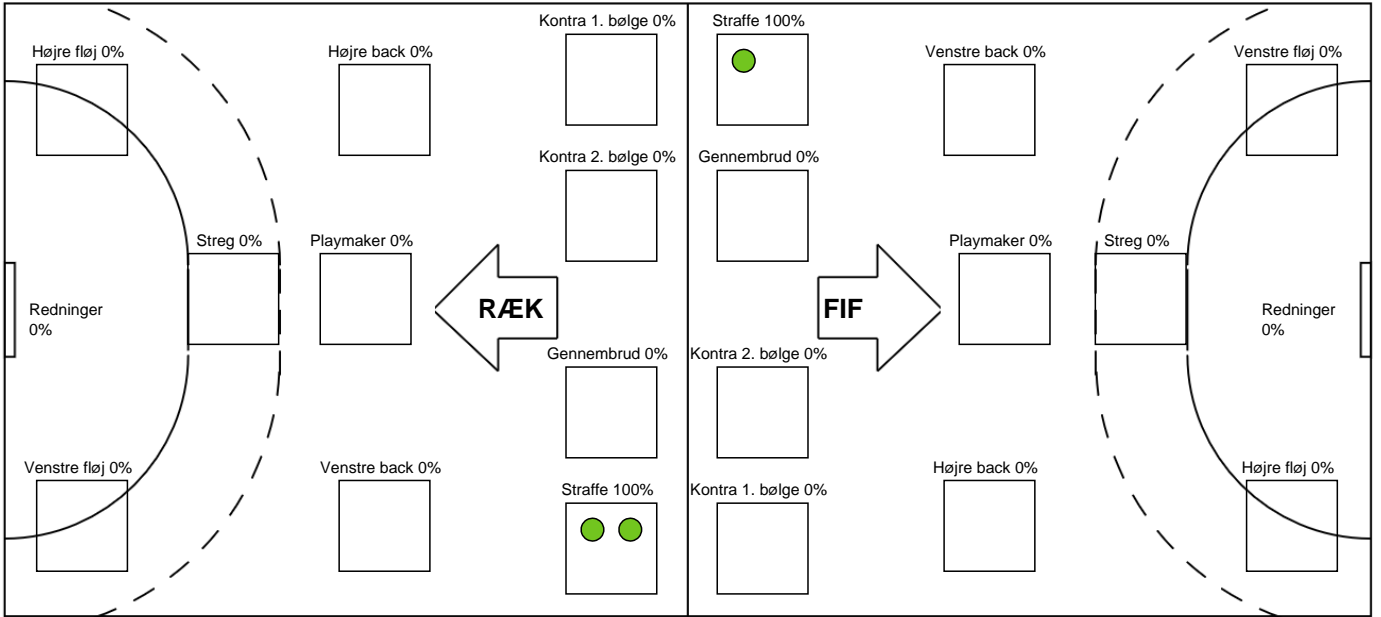 Kontra 1. bølge 0%
Straffe 100%
Højre fløj 0%
Højre back 0%
Venstre back 0%
Venstre fløj 0%
Kontra 2. bølge 0%
Gennembrud 0%
Streg 0%
Playmaker 0%
Playmaker 0%
Streg 0%
Redninger
0%
RÆK
FIF
Redninger
0%
Gennembrud 0%
Kontra 2. bølge 0%
Venstre fløj 0%
Venstre back 0%
Højre back 0%
Højre fløj 0%
Straffe 100%
Kontra 1. bølge 0%